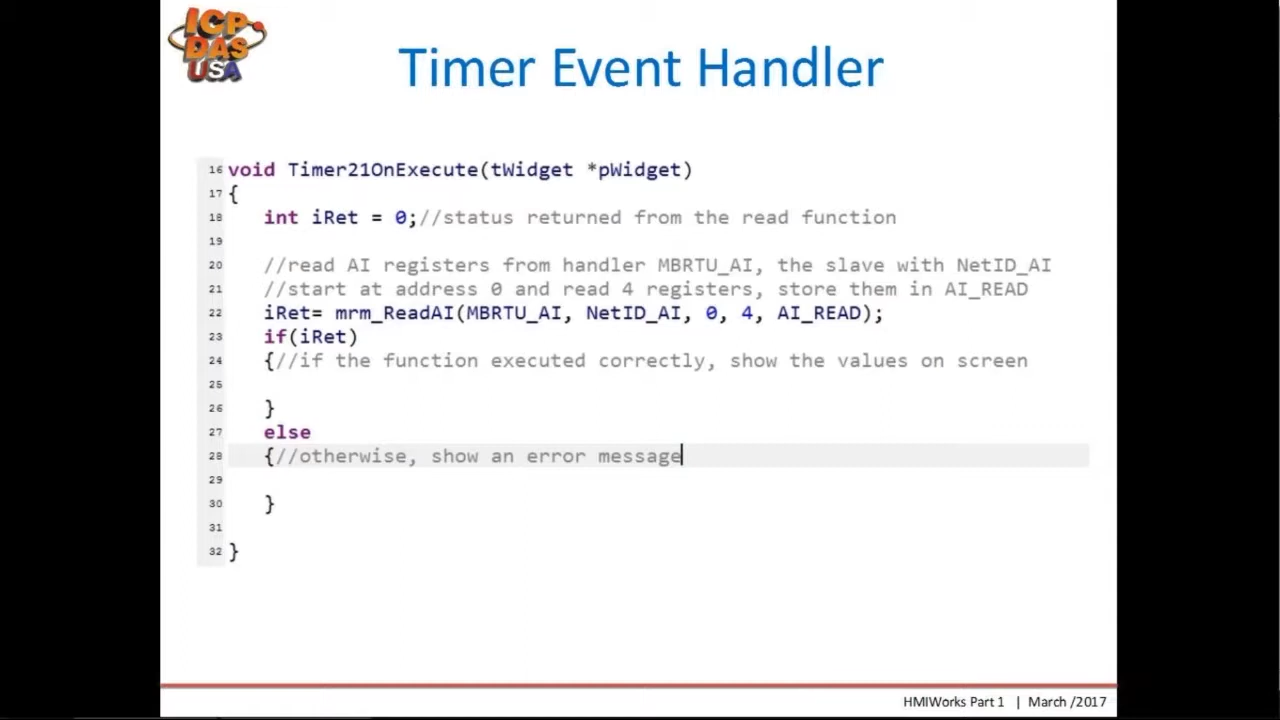 ICP
DAS
USA
Timer Event Handler
16 void Timer21OnExecute(tWidget *pWidget)
17 {
18 int iRet = 0;//status returned from the read function
19
20 //read AI registers from handler MBRTU_AI, the slave with NetID_AI
21 //start at address 0 and read 4 registers, store them in AI_READ
22 iRet= mrm_ReadAI(MBRTU_AI, NetID_AI, 0, 4, AI_READ);
23 if(iRet)
24 {//if the function executed correctly, show the values on screen
25
26 }
27 else
28 {//otherwise, show an error message
29
30 }
31
32 }
HMIWorks Part 1 | March /2017